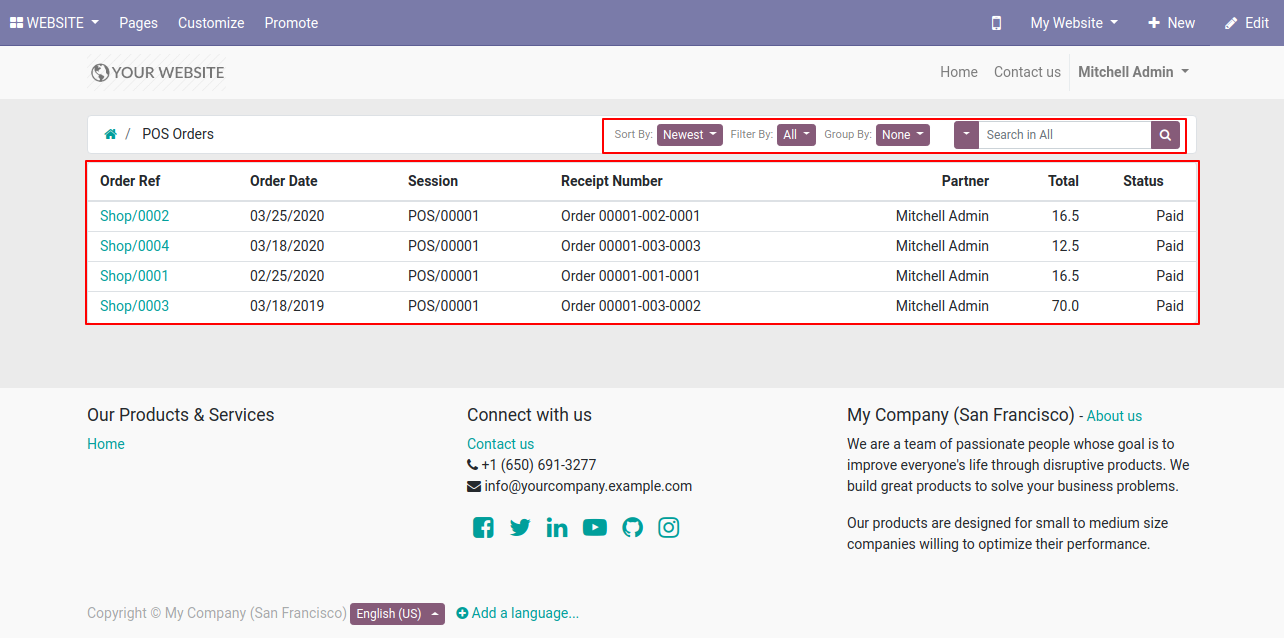 WEBSITE Pages Customize Promote My Website New Edit
YOUR WEBSITE Home Contact us Mitchell Admin
/ POS Orders Sort By: Newest Filter By: All Group By: None Search in All
Order Ref Order Date Session Receipt Number Partner Total Status
Shop/0002 03/25/2020 POS/00001 Order 00001-002-0001 Mitchell Admin 16.5 Paid
Shop/0004 03/18/2020 POS/00001 Order 00001-003-0003 Mitchell Admin 12.5 Paid
Shop/0001 02/25/2020 POS/00001 Order 00001-001-0001 Mitchell Admin 16.5 Paid
Shop/0003 03/18/2019 POS/00001 Order 00001-003-0002 Mitchell Admin 70.0 Paid
Our Products & Services
Home
Connect with us
Contact us
+1 (650) 691-3277
info@yourcompany.example.com
My Company (San Francisco) - About us
We are a team of passionate people whose goal is to
improve everyone's life through disruptive products. We
build great products to solve your business problems.
Our products are designed for small to medium size
companies willing to optimize their performance.
Copyright © My Company (San Francisco) English (US) Add a language...